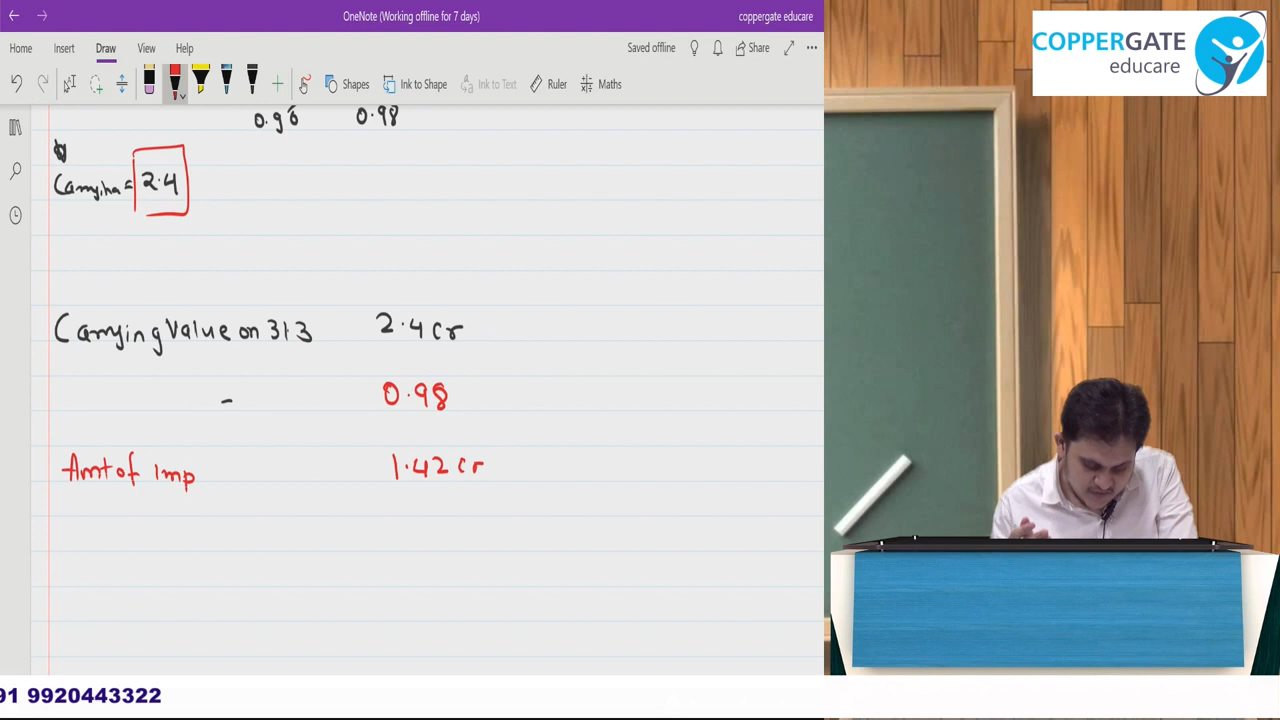 OneNote (Working offline for 7 days)
coppergate educare
Home Insert Draw View Help
Saved offline Share
Shapes Ink to Shape Ink to Text Ruler Maths
COPPERGATE
educare
0.98
= 2.4
Carrying Value on 31 3 2.4 cr
- 0.98
Amt of imp 1.42 cr
91 9920443322